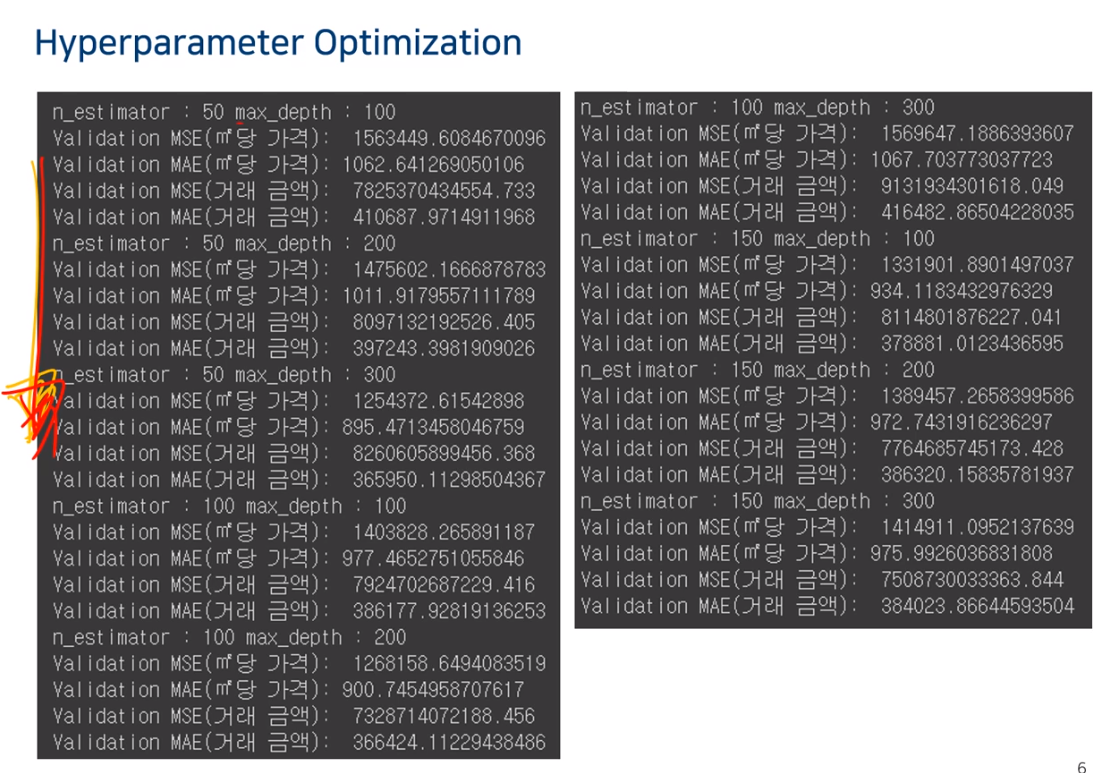 Hyperparameter Optimization
n_estimator : 50 max_depth : 100
Validation MSE(㎡당 가격):  1563449.6084670096
Validation MAE(㎡당 가격): 1062.641269050106
Validation MSE(거래 금액):  7825370434554.733
Validation MAE(거래 금액):  410687.9714911968
n_estimator : 50 max_depth : 200
Validation MSE(㎡당 가격):  1475602.1666878783
Validation MAE(㎡당 가격): 1011.9179557111789
Validation MSE(거래 금액):  8097132192526.405
Validation MAE(거래 금액):  397243.3981909026
n_estimator : 50 max_depth : 300
Validation MSE(㎡당 가격):  1254372.61542898
Validation MAE(㎡당 가격): 895.4713458046759
Validation MSE(거래 금액):  8260605899456.368
Validation MAE(거래 금액):  365950.11298504367
n_estimator : 100 max_depth : 100
Validation MSE(㎡당 가격):  1403828.265891187
Validation MAE(㎡당 가격): 977.4652751055846
Validation MSE(거래 금액):  7924702687229.416
Validation MAE(거래 금액):  386177.92819136253
n_estimator : 100 max_depth : 200
Validation MSE(㎡당 가격):  1268158.6494083519
Validation MAE(㎡당 가격): 900.7454958707617
Validation MSE(거래 금액):  7328714072188.456
Validation MAE(거래 금액):  366424.11229438486
n_estimator : 100 max_depth : 300
Validation MSE(㎡당 가격):  1569647.1886393607
Validation MAE(㎡당 가격): 1067.703773037723
Validation MSE(거래 금액):  9131934301618.049
Validation MAE(거래 금액):  416482.86504228035
n_estimator : 150 max_depth : 100
Validation MSE(㎡당 가격):  1331901.8901497037
Validation MAE(㎡당 가격): 934.1183432976329
Validation MSE(거래 금액):  8114801876227.041
Validation MAE(거래 금액):  378881.0123436595
n_estimator : 150 max_depth : 200
Validation MSE(㎡당 가격):  1389457.2658399586
Validation MAE(㎡당 가격): 972.7431916236297
Validation MSE(거래 금액):  7764685745173.428
Validation MAE(거래 금액):  386320.15835781937
n_estimator : 150 max_depth : 300
Validation MSE(㎡당 가격):  1414911.0952137639
Validation MAE(㎡당 가격): 975.9926036831808
Validation MSE(거래 금액):  7508730033363.844
Validation MAE(거래 금액):  384023.86644593504
6